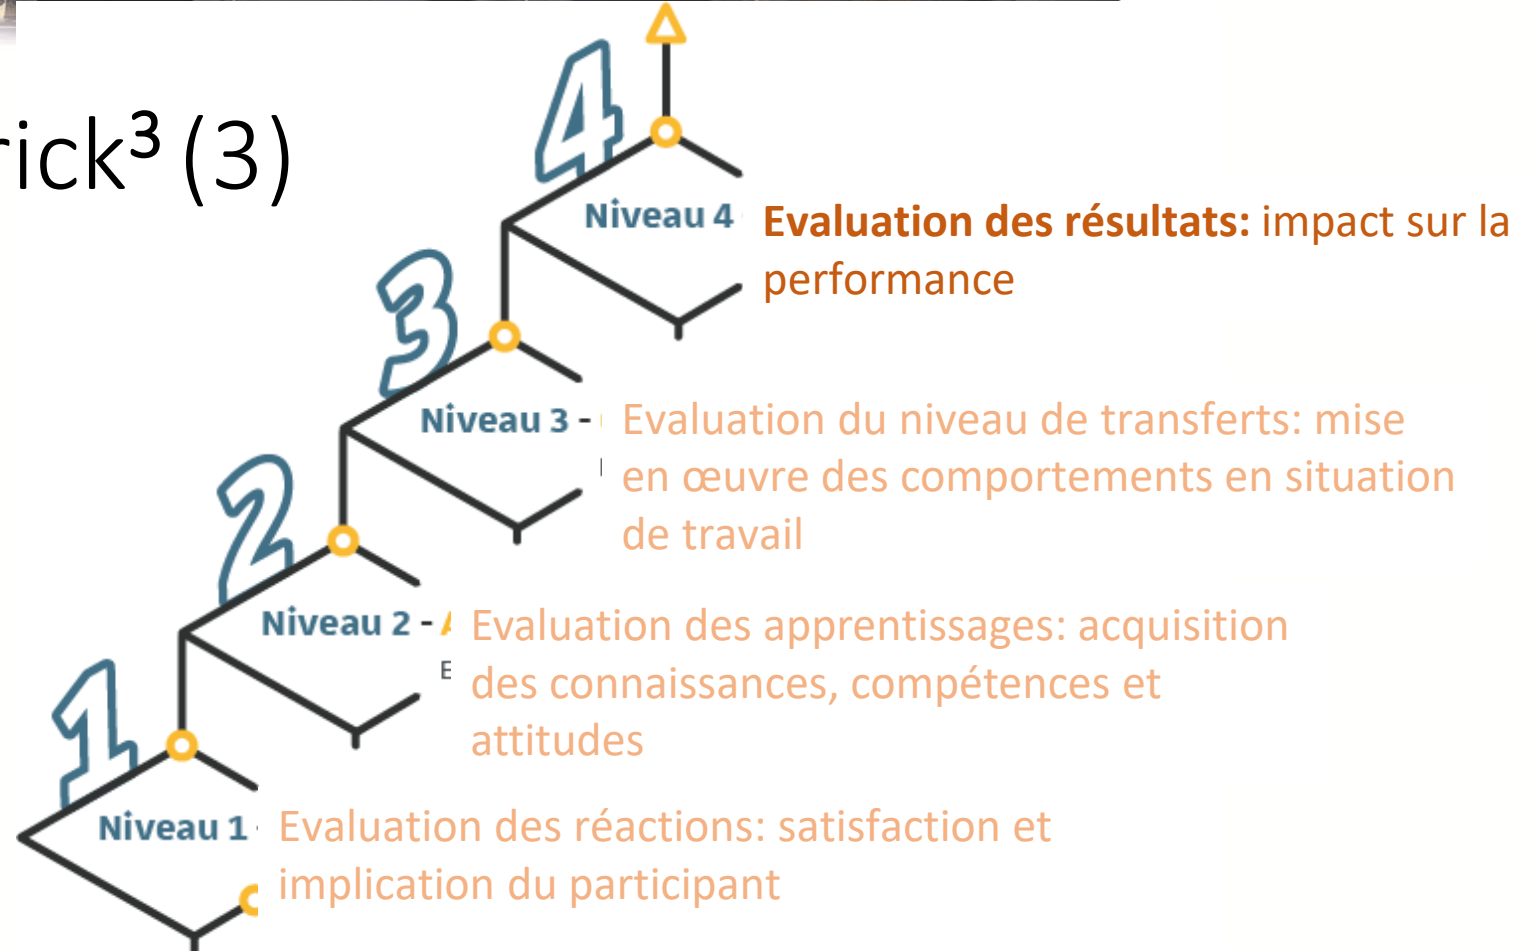 rick³ (3)
4
Niveau 4
Evaluation des résultats: impact sur la
performance
3
Niveau 3 -
Evaluation du niveau de transferts: mise
en œuvre des comportements en situation
de travail
2
Niveau 2 -
Evaluation des apprentissages: acquisition
E
des connaissances, compétences et
attitudes
1
Niveau 1
Evaluation des réactions: satisfaction et
implication du participant